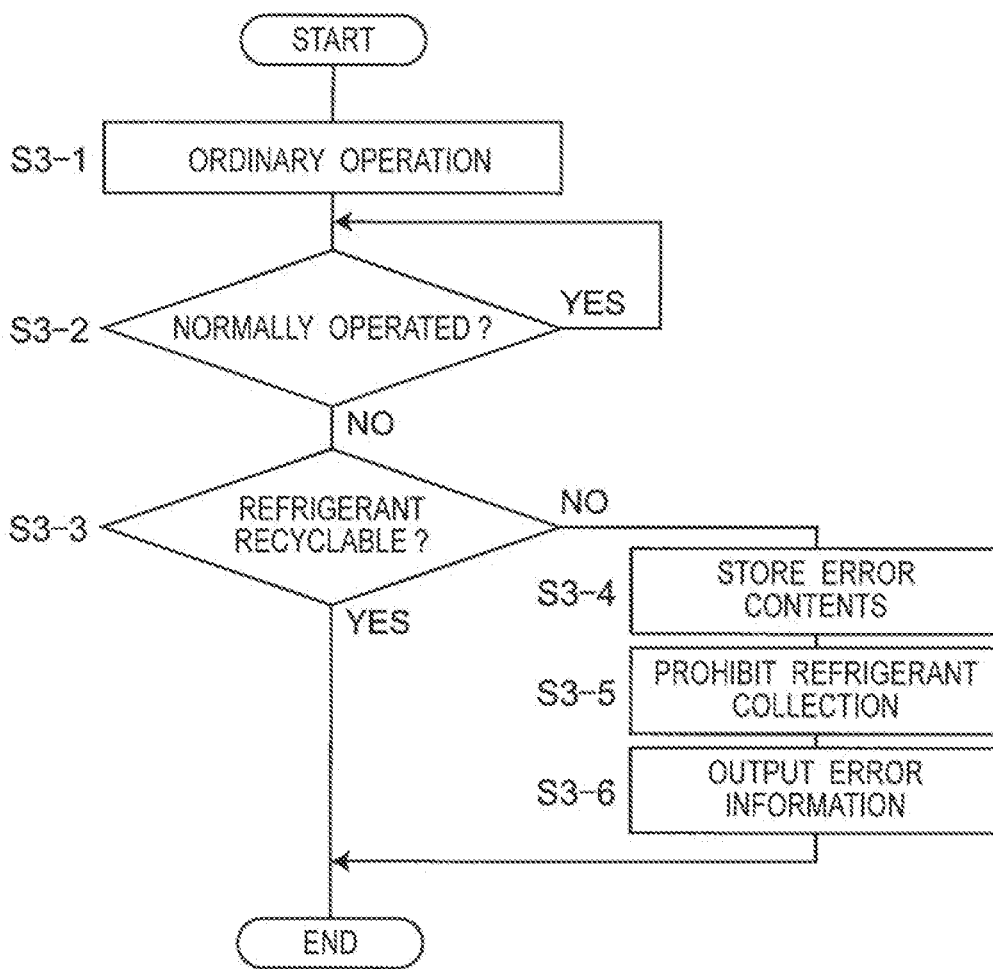 START
S3-1
ORDINARY OPERATION
S3-2
NORMALLY OPERATED ?
YES
NO
S3-3
REFRIGERANT
RECYCLABLE ?
NO
YES
S3-4
STORE ERROR
CONTENTS
S3-5
PROHIBIT REFRIGERANT
COLLECTION
S3-6
OUTPUT ERROR
INFORMATION
END